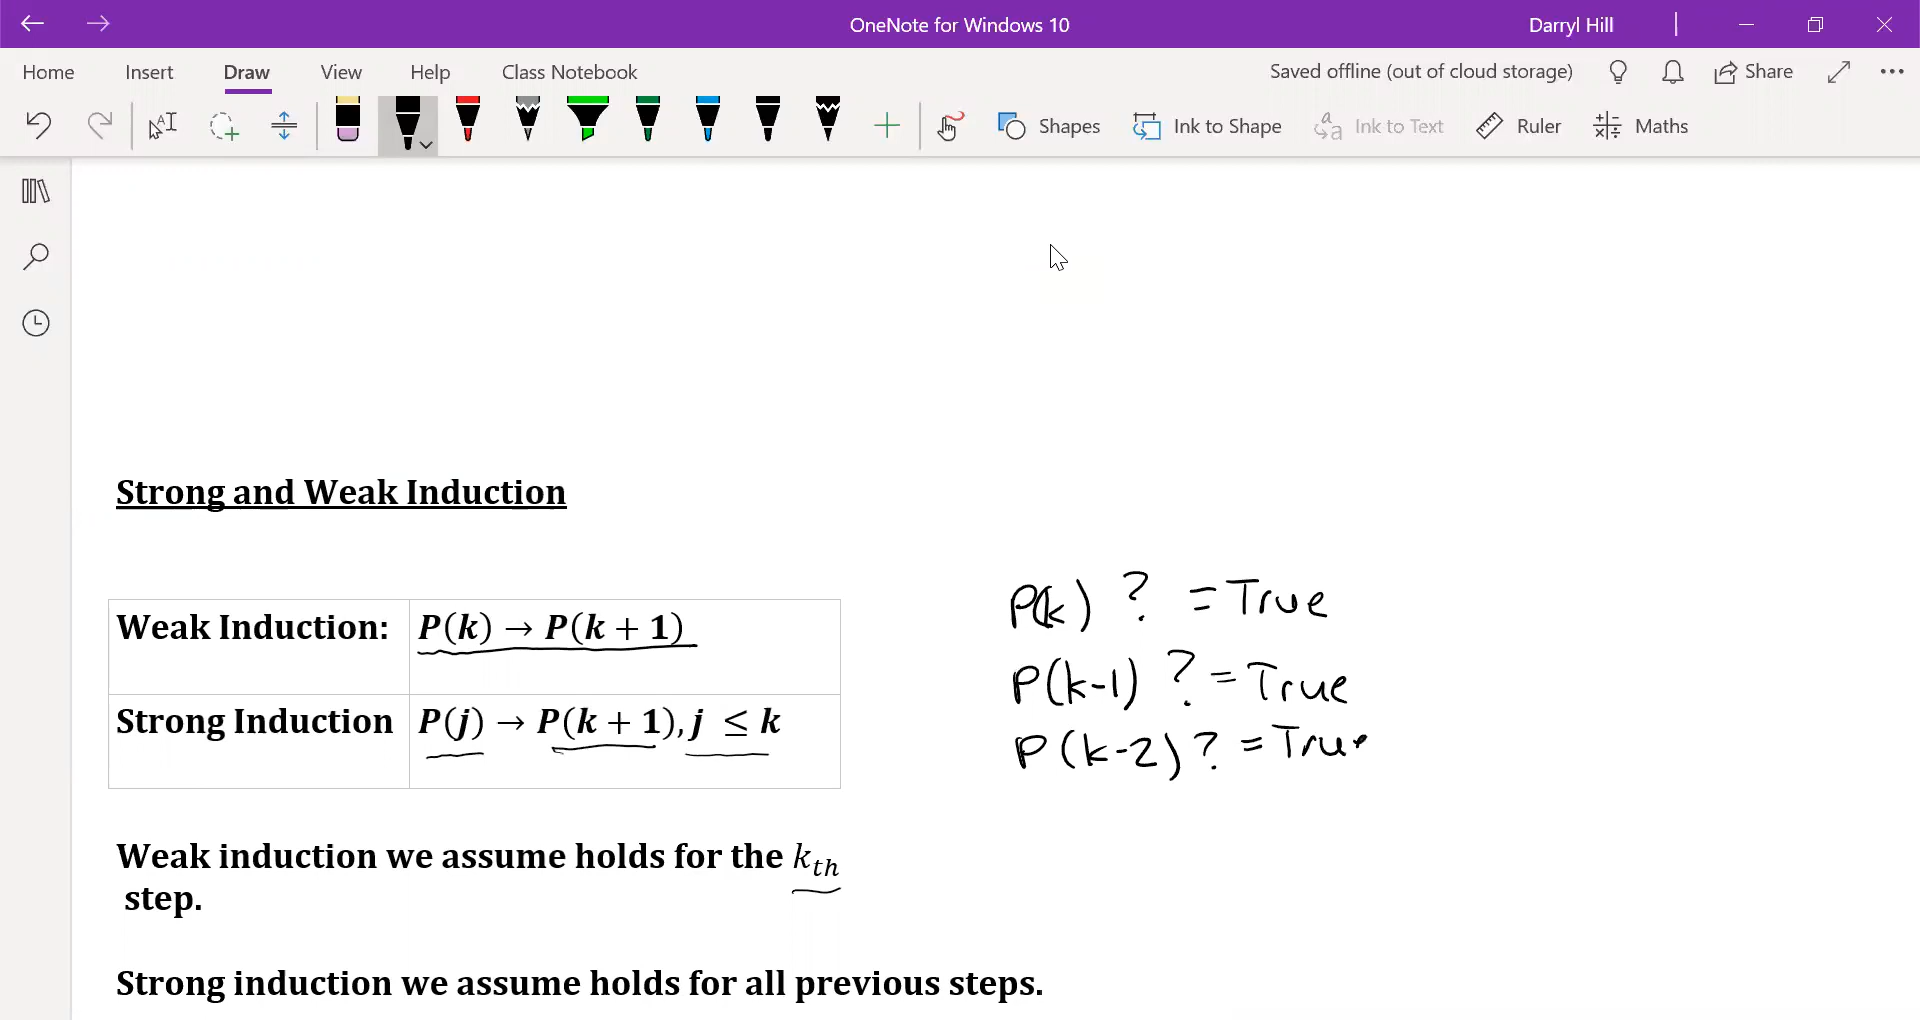 OneNote for Windows 10
Darryl Hill
Home Insert Draw View Help Class Notebook
Saved offline (out of cloud storage) Share
Shapes Ink to Shape Ink to Text Ruler Maths
Strong and Weak Induction
Weak Induction: P(k) → P(k + 1)
Strong Induction P(j) → P(k + 1), j ≤ k
P(k) ? = True
P(k-1) ? = True
P(k-2) ? = True
Weak induction we assume holds for the k_th
step.
Strong induction we assume holds for all previous steps.